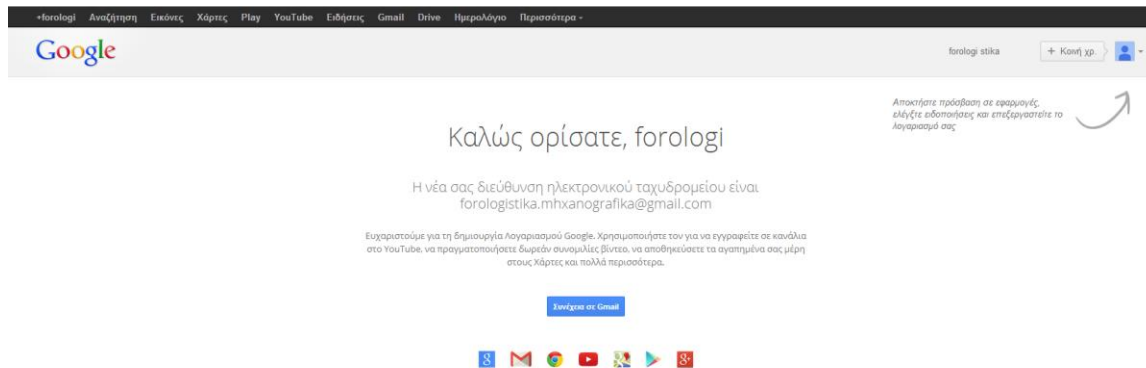 +forologi Αναζήτηση Εικόνες Χάρτες Play YouTube Ειδήσεις Gmail Drive Ημερολόγιο Περισσότερα
Google
forologi stika
+ Κοινή χρ.
Αποκτήστε πρόσβαση σε εφαρμογές,
ελέγξτε ειδοποιήσεις και επεξεργαστείτε το
λογαριασμό σας
Καλώς ορίσατε, forologi
Η νέα σας διεύθυνση ηλεκτρονικού ταχυδρομείου είναι
forologistika.mhxanografika@gmail.com
Ευχαριστούμε για τη δημιουργία Λογαριασμού Google. Χρησιμοποιήστε τον για να εγγραφείτε σε κανάλια
στο YouTube, να πραγματοποιήσετε δωρεάν συνομιλίες βίντεο, να αποθηκεύσετε τα αγαπημένα σας μέρη
στους Χάρτες και πολλά περισσότερα.
Συνέχεια σε Gmail